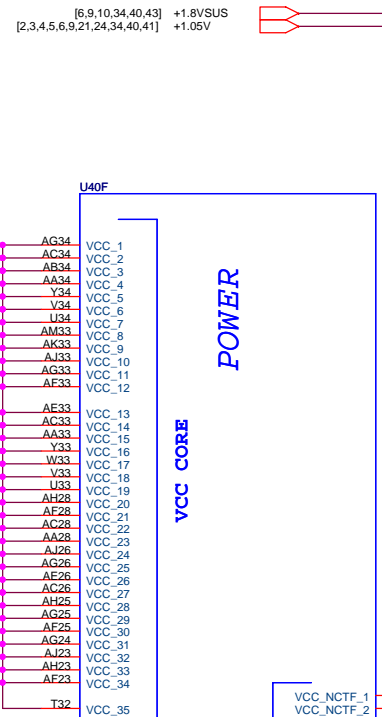 [6,9,10,34,40,43] +1.8VSUS
[2,3,4,5,6,9,21,24,34,40,41] +1.05V
U40F
POWER
VCC CORE
AG34 VCC_1
AC34 VCC_2
AB34 VCC_3
AA34 VCC_4
Y34 VCC_5
V34 VCC_6
U34 VCC_7
AM33 VCC_8
AK33 VCC_9
AJ33 VCC_10
AG33 VCC_11
AF33 VCC_12
AE33 VCC_13
AC33 VCC_14
AA33 VCC_15
Y33 VCC_16
W33 VCC_17
V33 VCC_18
U33 VCC_19
AH28 VCC_20
AF28 VCC_21
AC28 VCC_22
AA28 VCC_23
AJ26 VCC_24
AG26 VCC_25
AE26 VCC_26
AC26 VCC_27
AH25 VCC_28
AG25 VCC_29
AF25 VCC_30
AG24 VCC_31
AJ23 VCC_32
AH23 VCC_33
AF23 VCC_34
T32 VCC_35
VCC_NCTF_1
VCC_NCTF_2